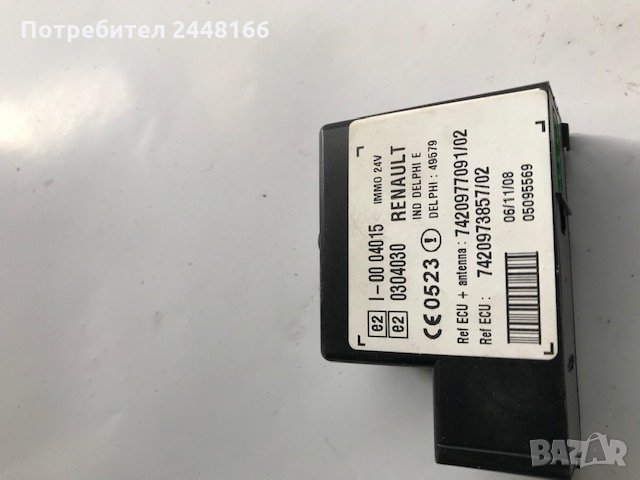 Потребител 2448166
e2 I-00 04015 IMMO 24V
e2 0304030 RENAULT
IND DELPHI E
CE 0523 ! DELPHI : 49579
Ref ECU + antenna : 7420977091/02
Ref ECU : 7420973857/02
06/11/08
05095569
BAZAR